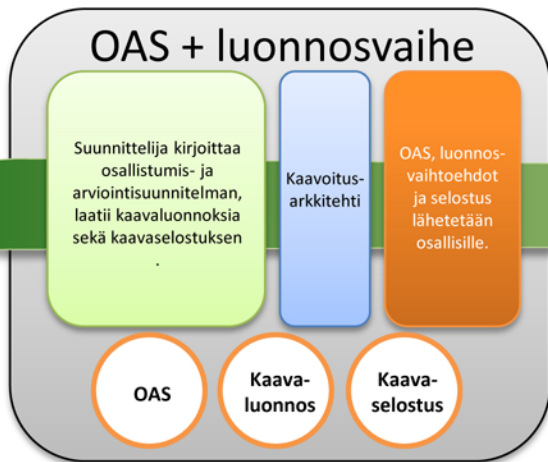 OAS + luonnosvaihe
Suunnittelija kirjoittaa
osallistumis- ja
arviointisuunnitelman,
laatii kaavaluonnoksia
sekä kaavaselostuksen
.
Kaavoitus-
arkkitehti
OAS, luonnos-
vaihtoehdot
ja selostus
lähetetään
osallisille.
OAS
Kaava-
luonnos
Kaava-
selostus